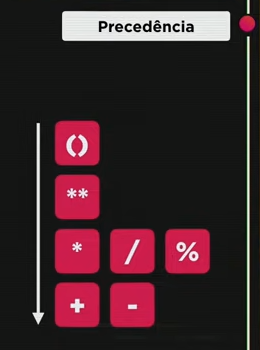 Precedência
()
**
* / %
+ -